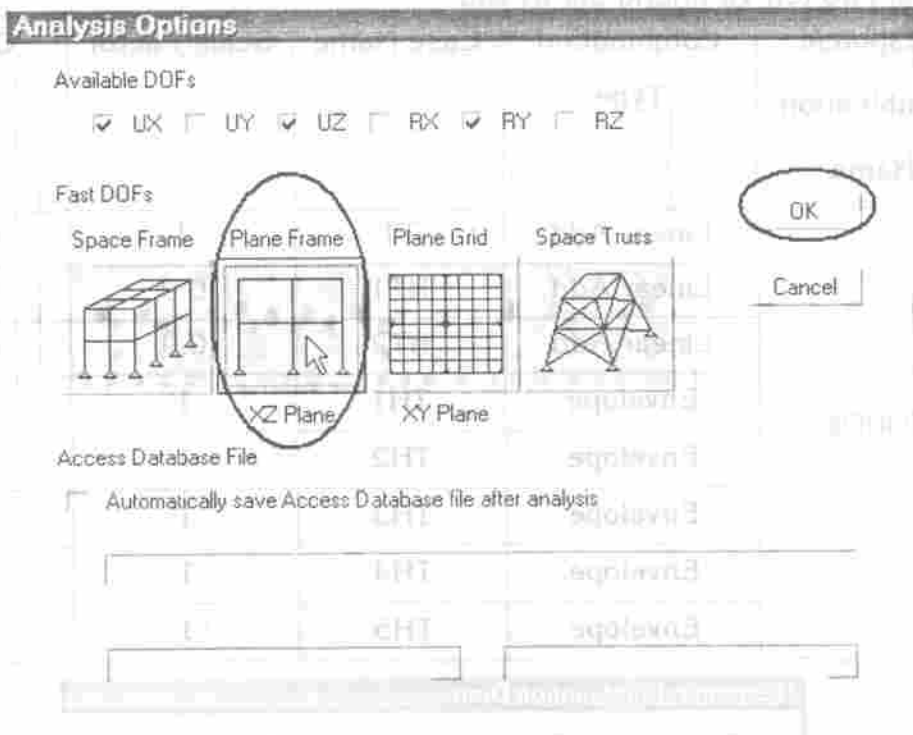 Analysis Options
Available DOFs
UX UY UZ RX RY RZ
Fast DOFs
OK
Space Frame Plane Frame Plane Grid Space Truss
Cancel
XZ Plane XY Plane
Access Database File
Automatically save Access Database file after analysis
Envelope TH1 1
Envelope TH2
Envelope TH3 1
Envelope TH4 1
Envelope TH5 1